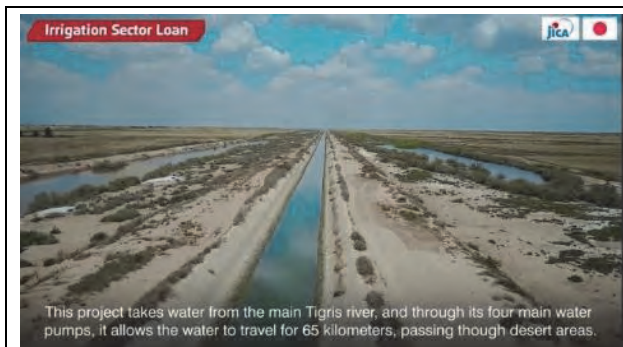 Irrigation Sector Loan
jICA
This project takes water from the main Tigris river, and through its four main water
pumps, it allows the water to travel for 65 kilometers, passing though desert areas.